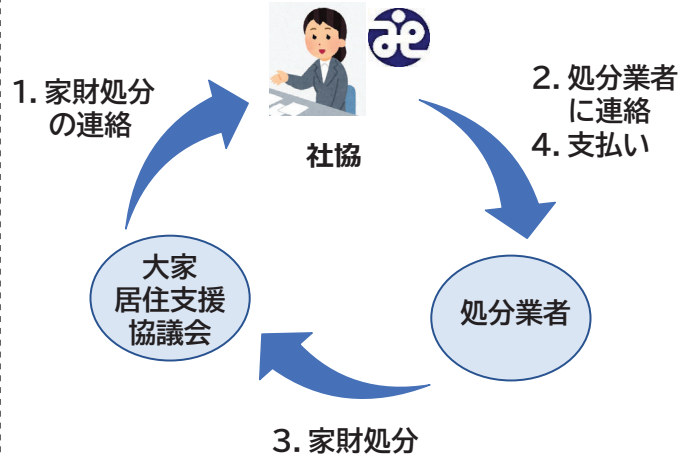 1. 家財処分
の連絡
社協
2. 処分業者
に連絡
4. 支払い
大家
居住支援
協議会
処分業者
3. 家財処分